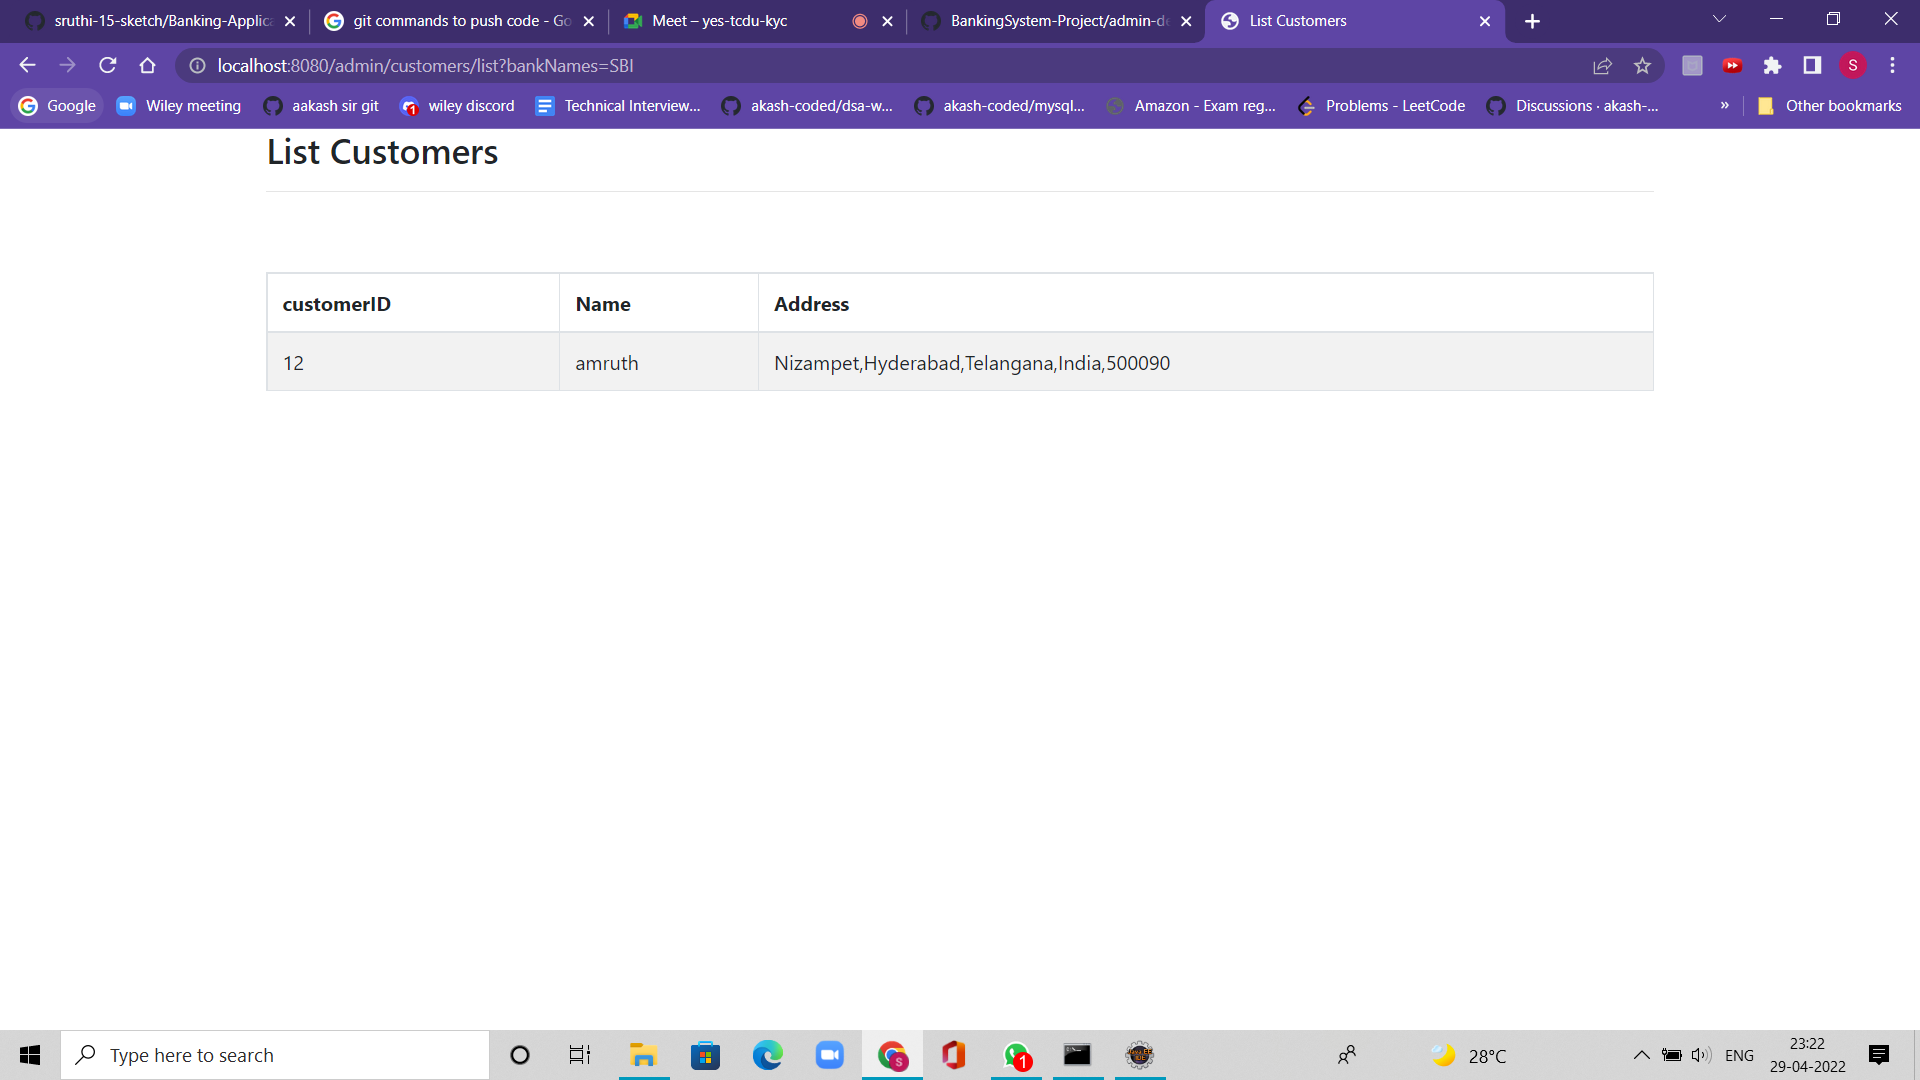 sruthi-15-sketch/Banking-Applica
git commands to push code - Go
Meet – yes-tcdu-kyc
BankingSystem-Project/admin-de
List Customers
localhost:8080/admin/customers/list?bankNames=SBI
S
Google
Wiley meeting
aakash sir git
1
wiley discord
Technical Interview...
akash-coded/dsa-w...
akash-coded/mysql...
Amazon - Exam reg...
Problems - LeetCode
Discussions · akash-...
»
Other bookmarks
List Customers
customerID Name Address
12 amruth Nizampet,Hyderabad,Telangana,India,500090
Type here to search
S
1
28°C
ENG
23:22
29-04-2022